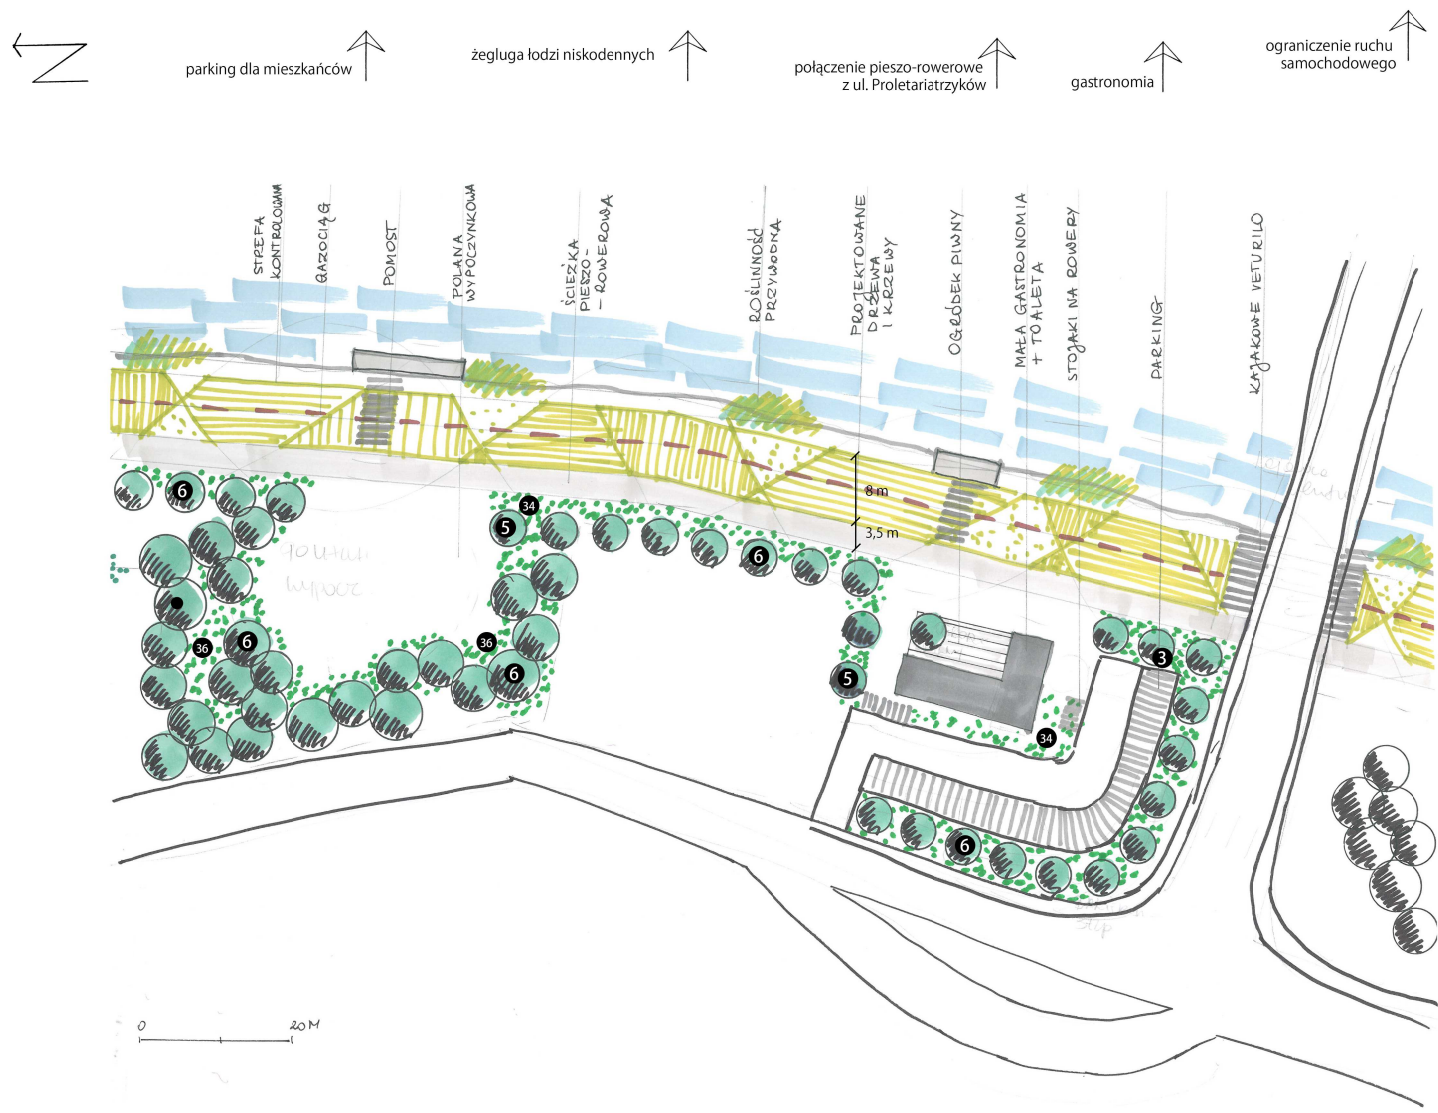 parking dla mieszkańców
żegluga łodzi niskodennych
połączenie pieszo-rowerowe
z ul. Proletariatrzyków
gastronomia
ograniczenie ruchu
samochodowego
STREFA
KONTROLOWANA
GAZOCIĄG
POMOST
POLANA
WYPOCZYNKOWA
ŚCIEŻKA
PIESZO-
-ROWEROWA
ROŚLINNOŚĆ
PRZYWODNA
PROJEKTOWANE
DRZEWA
I KRZEWY
OGRÓDEK PIWNY
MAŁA GASTRONOMIA
+ TOALETA
STOJAKI NA ROWERY
PARKING
KAJAKOWE VETURILO
8 m
3,5 m
6
34
5
6
36
6
36
6
5
3
34
6
0 20 M